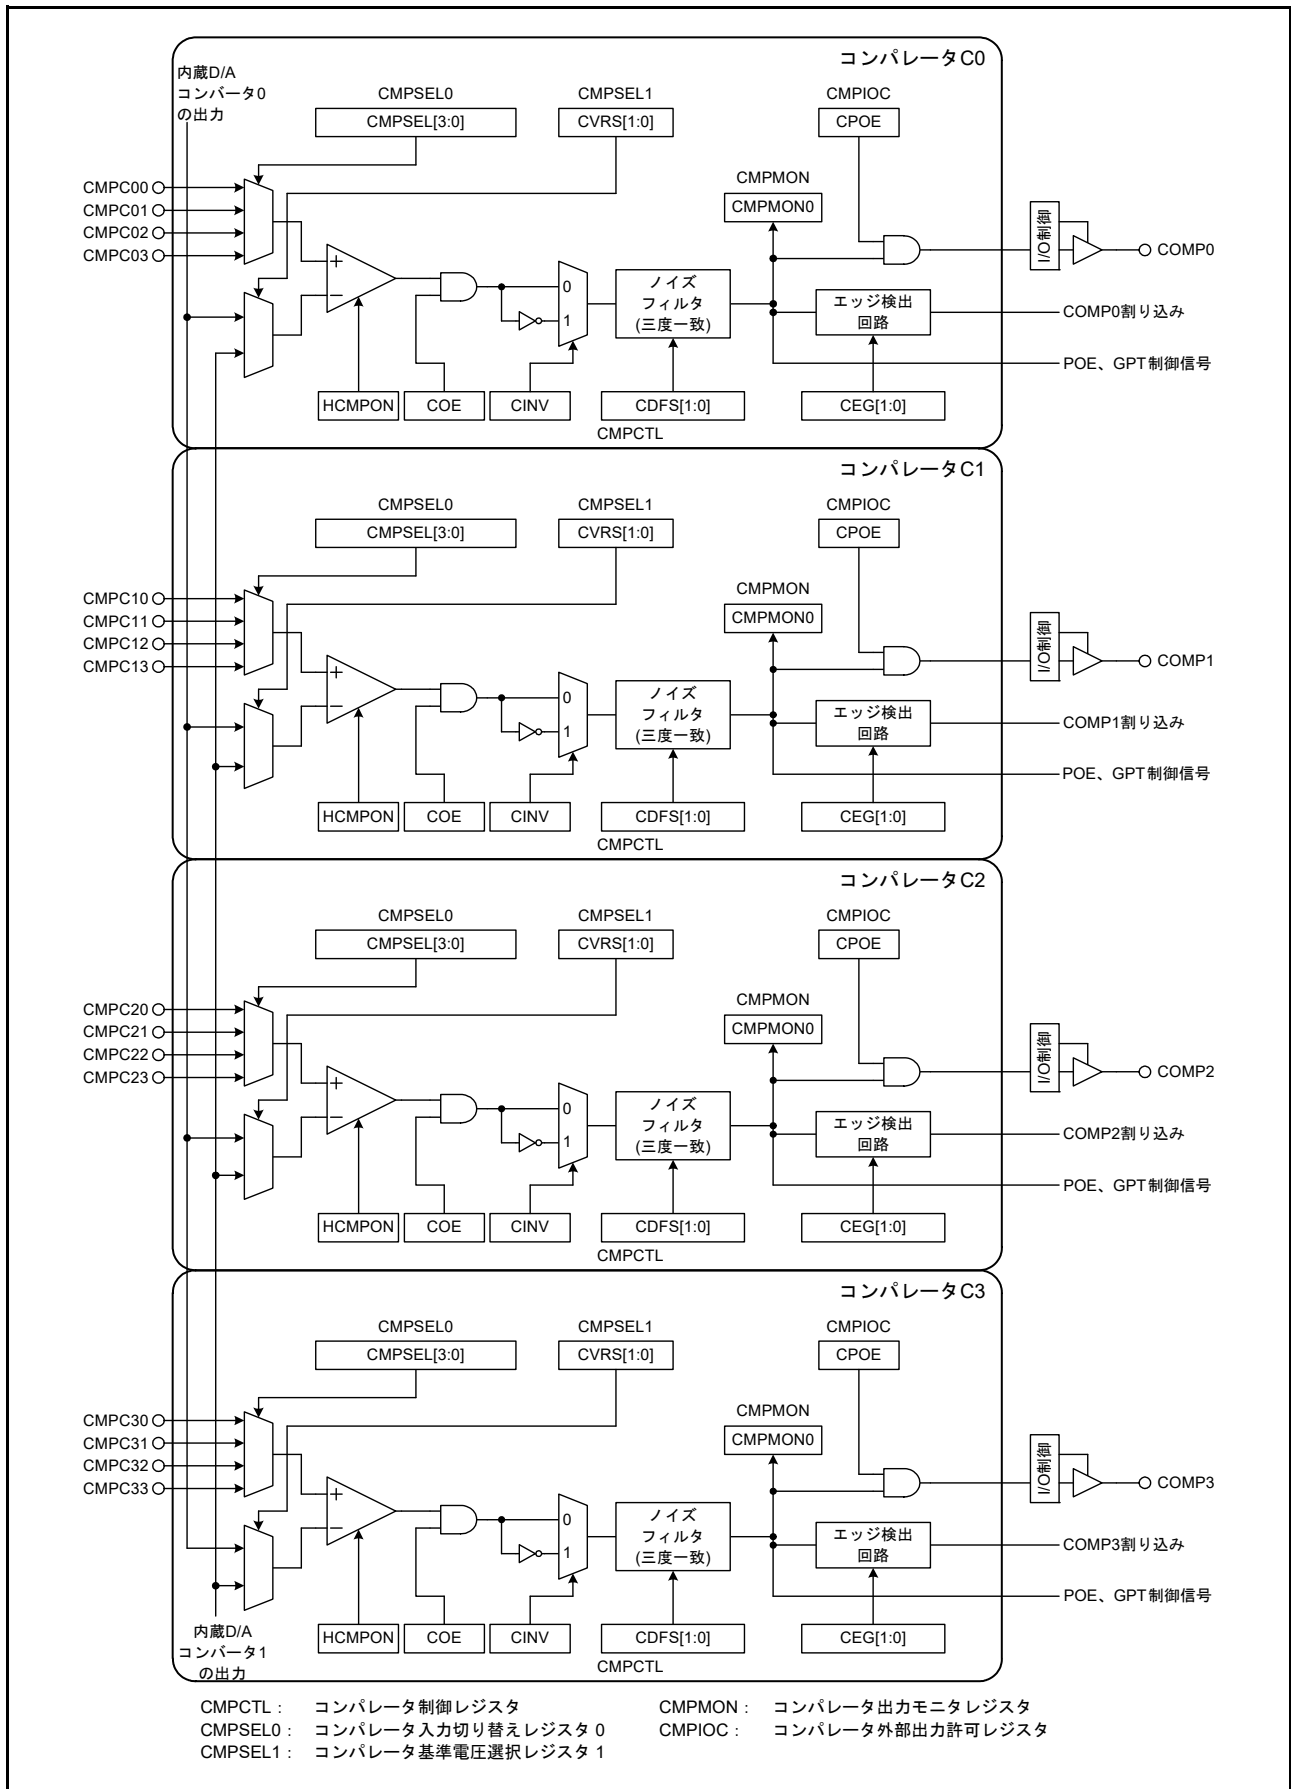 コンパレータC0
内蔵D/A
コンバータ0
の出力
CMPSEL0
CMPSEL[3:0]
CMPSEL1
CVRS[1:0]
CMPIOC
CPOE
CMPMON
CMPMON0
CMPC00
CMPC01
CMPC02
CMPC03
+
−
0
1
ノイズ
フィルタ
(三度一致)
エッジ検出
回路
I/O制御
COMP0
COMP0割り込み
POE、GPT制御信号
HCMPON
COE
CINV
CDFS[1:0]
CEG[1:0]
CMPCTL
コンパレータC1
CMPSEL0
CMPSEL[3:0]
CMPSEL1
CVRS[1:0]
CMPIOC
CPOE
CMPMON
CMPMON0
CMPC10
CMPC11
CMPC12
CMPC13
+
−
0
1
ノイズ
フィルタ
(三度一致)
エッジ検出
回路
I/O制御
COMP1
COMP1割り込み
POE、GPT制御信号
HCMPON
COE
CINV
CDFS[1:0]
CEG[1:0]
CMPCTL
コンパレータC2
CMPSEL0
CMPSEL[3:0]
CMPSEL1
CVRS[1:0]
CMPIOC
CPOE
CMPMON
CMPMON0
CMPC20
CMPC21
CMPC22
CMPC23
+
−
0
1
ノイズ
フィルタ
(三度一致)
エッジ検出
回路
I/O制御
COMP2
COMP2割り込み
POE、GPT制御信号
HCMPON
COE
CINV
CDFS[1:0]
CEG[1:0]
CMPCTL
コンパレータC3
CMPSEL0
CMPSEL[3:0]
CMPSEL1
CVRS[1:0]
CMPIOC
CPOE
CMPMON
CMPMON0
CMPC30
CMPC31
CMPC32
CMPC33
+
−
0
1
ノイズ
フィルタ
(三度一致)
エッジ検出
回路
I/O制御
COMP3
COMP3割り込み
POE、GPT制御信号
内蔵D/A
コンバータ1
の出力
HCMPON
COE
CINV
CDFS[1:0]
CEG[1:0]
CMPCTL
CMPCTL： コンパレータ制御レジスタ
CMPSEL0： コンパレータ入力切り替えレジスタ 0
CMPSEL1： コンパレータ基準電圧選択レジスタ 1
CMPMON： コンパレータ出力モニタレジスタ
CMPIOC： コンパレータ外部出力許可レジスタ